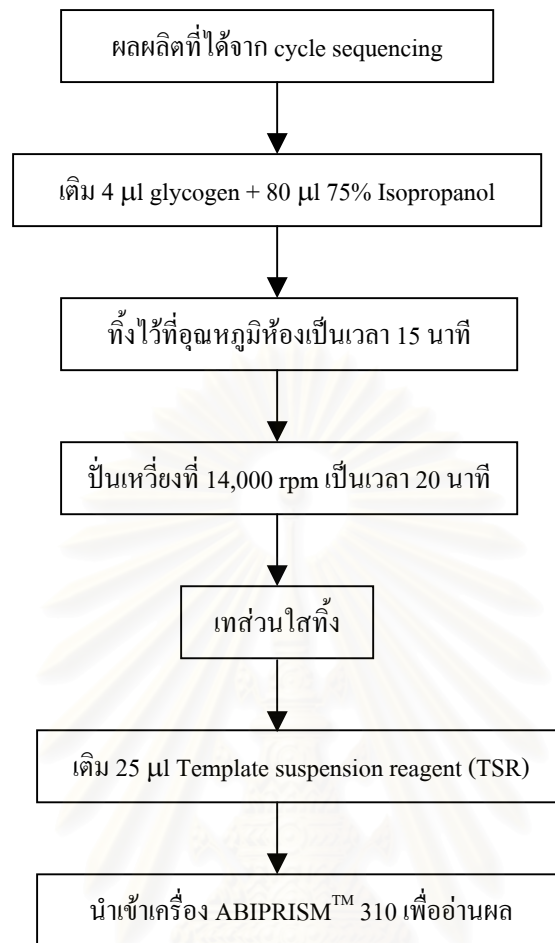 ผลผลิตที่ได้จาก cycle sequencing
เติม 4 μl glycogen + 80 μl 75% Isopropanol
ทิ้งไว้ที่อุณหภูมิห้องเป็นเวลา 15 นาที
ปั่นเหวี่ยงที่ 14,000 rpm เป็นเวลา 20 นาที
เทส่วนใสทิ้ง
เติม 25 μl Template suspension reagent (TSR)
นำเข้าเครื่อง ABIPRISM™ 310 เพื่ออ่านผล